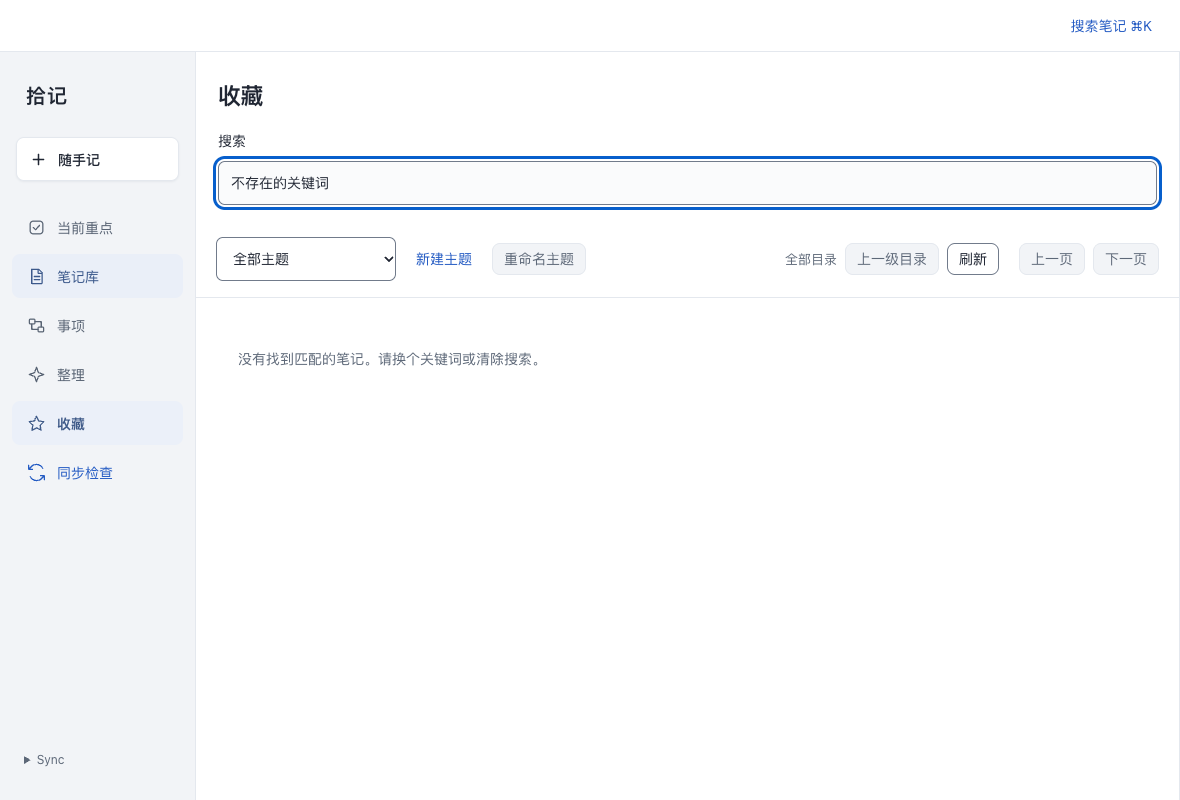 搜索笔记 ⌘K
拾记
随手记
当前重点
笔记库
事项
整理
收藏
同步检查
Sync
收藏
搜索
不存在的关键词
全部主题 新建主题 重命名主题 全部目录 上一级目录 刷新 上一页 下一页
没有找到匹配的笔记。请换个关键词或清除搜索。